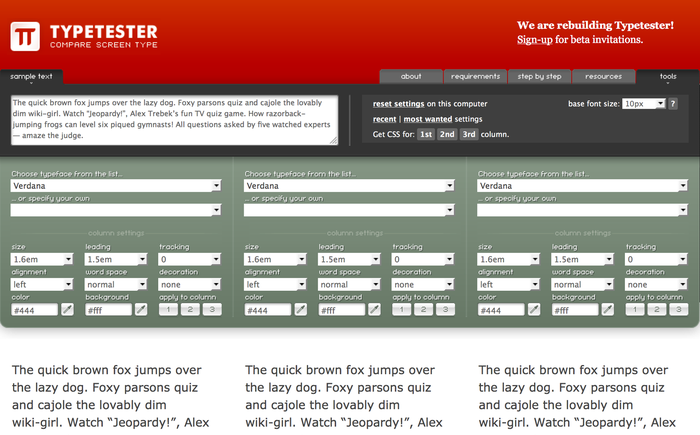 TYPETESTER
COMPARE SCREEN TYPE
We are rebuilding Typetester!
Sign-up for beta invitations.
sample text
about requirements step by step resources tools
The quick brown fox jumps over the lazy dog. Foxy parsons quiz and cajole the lovably
dim wiki-girl. Watch “Jeopardy!”, Alex Trebek’s fun TV quiz game. How razorback-
jumping frogs can level six piqued gymnasts! All questions asked by five watched experts
— amaze the judge.
reset settings on this computer
recent | most wanted settings
Get CSS for: 1st 2nd 3rd column.
base font size: 10px ?
Choose typeface from the list... Choose typeface from the list... Choose typeface from the list...
Verdana Verdana Verdana
... or specify your own ... or specify your own ... or specify your own
column settings column settings column settings
size leading tracking size leading tracking size leading tracking
1.6em 1.5em 0 1.6em 1.5em 0 1.6em 1.5em 0
alignment word space decoration alignment word space decoration alignment word space decoration
left normal none left normal none left normal none
color background apply to column color background apply to column color background apply to column
#444 #fff 1 2 3 #444 #fff 1 2 3 #444 #fff 1 2 3
The quick brown fox jumps over
the lazy dog. Foxy parsons quiz
and cajole the lovably dim
wiki-girl. Watch “Jeopardy!”, Alex
The quick brown fox jumps over
the lazy dog. Foxy parsons quiz
and cajole the lovably dim
wiki-girl. Watch “Jeopardy!”, Alex
The quick brown fox jumps over
the lazy dog. Foxy parsons quiz
and cajole the lovably dim
wiki-girl. Watch “Jeopardy!”, Alex